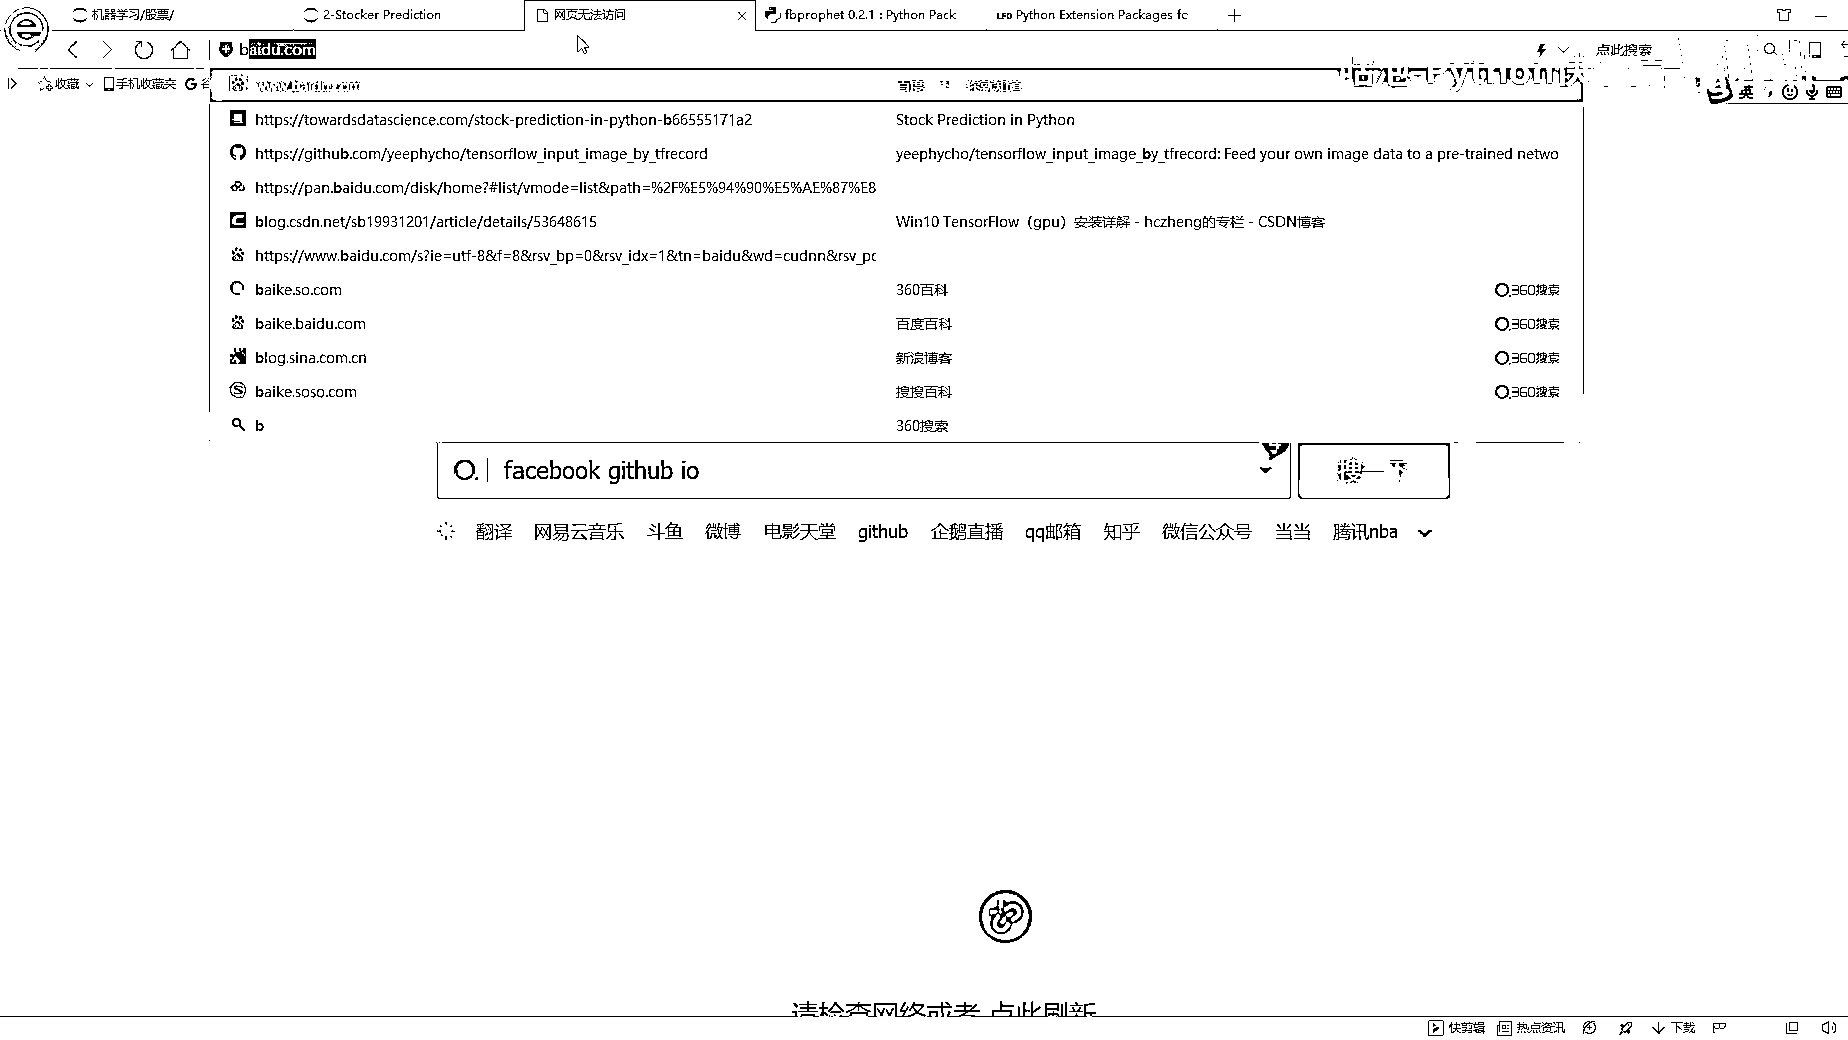 机器学习/股票/
2-Stocker Prediction
网页无法访问
fbprophet 0.2.1 : Python Pack
Python Extension Packages fo
baidu.com
点此搜索
收藏
手机收藏夹
www.baidu.com
英
https://towardsdatascience.com/stock-prediction-in-python-b66555171a2
Stock Prediction in Python
https://github.com/yeephycho/tensorflow_input_image_by_tfrecord
yeephycho/tensorflow_input_image_by_tfrecord: Feed your own image data to a pre-trained netwo
https://pan.baidu.com/disk/home?#list/vmode=list&path=%2F%E5%94%90%E5%AE%87%E8
blog.csdn.net/sb19931201/article/details/53648615
Win10 TensorFlow（gpu）安装详解 - hczheng的专栏 - CSDN博客
https://www.baidu.com/s?ie=utf-8&f=8&rsv_bp=0&rsv_idx=1&tn=baidu&wd=cudnn&rsv_pq
baike.so.com
360百科
360搜索
baike.baidu.com
百度百科
360搜索
blog.sina.com.cn
新浪博客
360搜索
baike.soso.com
搜搜百科
360搜索
b
360搜索
facebook github io
搜一下
翻译 网易云音乐 斗鱼 微博 电影天堂 github 企鹅直播 qq邮箱 知乎 微信公众号 当当 腾讯nba
请检查网络或者 点此刷新
快剪辑
热点资讯
下载